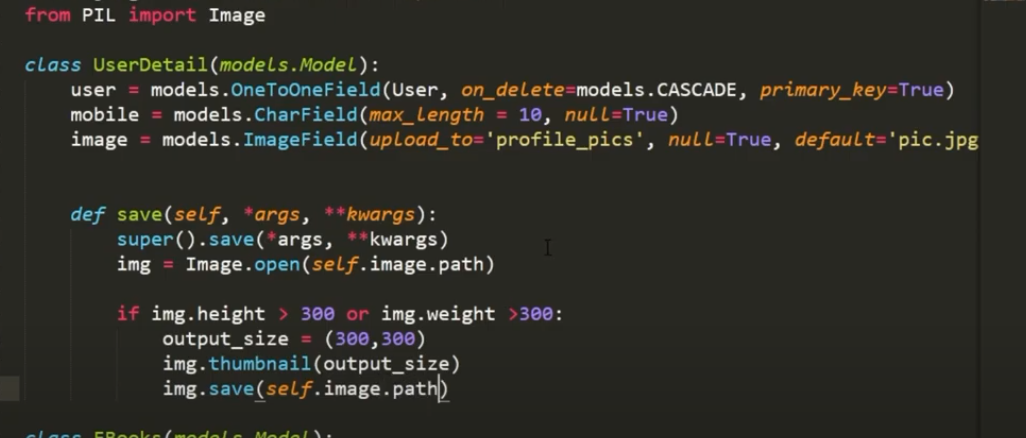 from PIL import Image
class UserDetail(models.Model):
user = models.OneToOneField(User, on_delete=models.CASCADE, primary_key=True)
mobile = models.CharField(max_length = 10, null=True)
image = models.ImageField(upload_to='profile_pics', null=True, default='pic.jpg
def save(self, *args, **kwargs):
super().save(*args, **kwargs)
img = Image.open(self.image.path)
if img.height > 300 or img.weight >300:
output_size = (300,300)
img.thumbnail(output_size)
img.save(self.image.path)
class EBooks(models.Model):